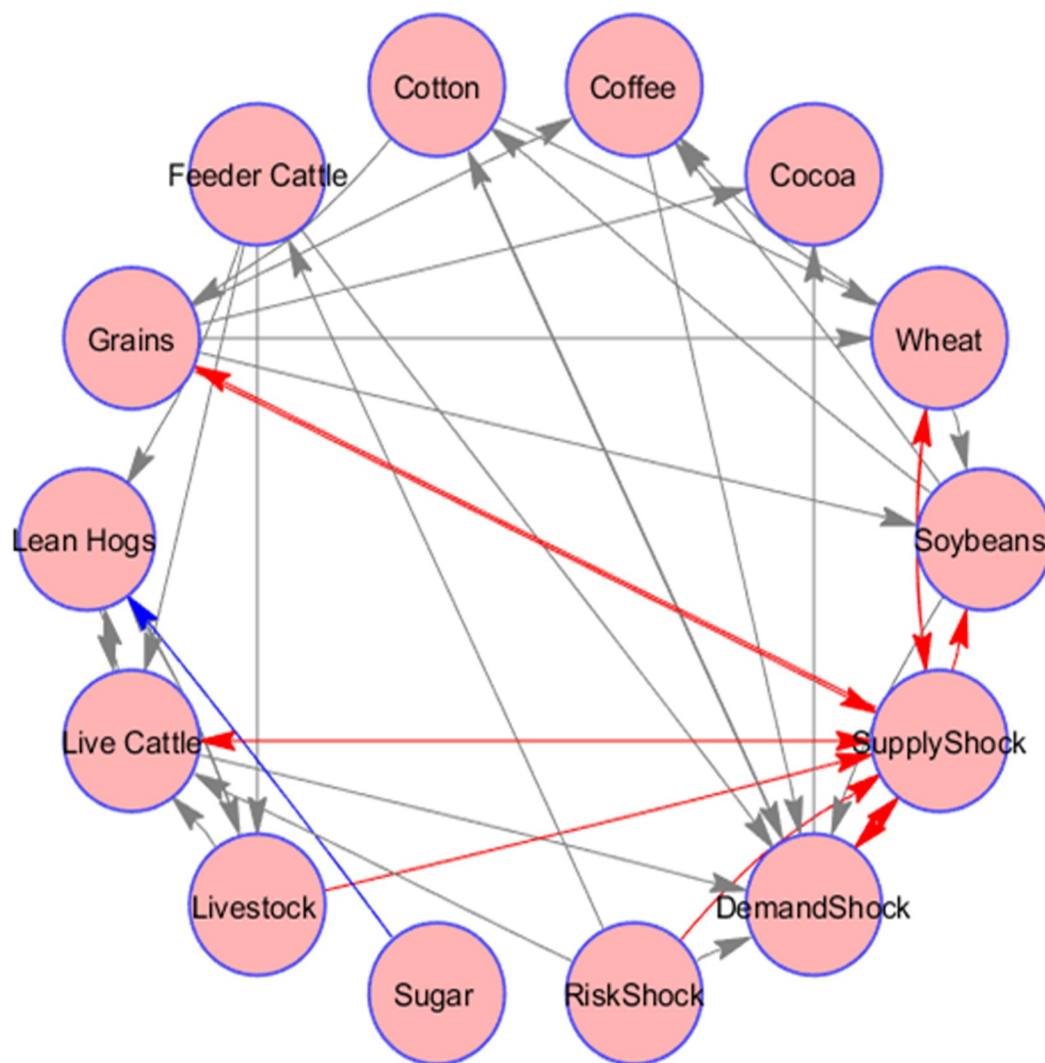 Cotton
Coffee
Feeder Cattle
Cocoa
Grains
Wheat
Lean Hogs
Soybeans
Live Cattle
SupplyShock
Livestock
DemandShock
Sugar
RiskShock